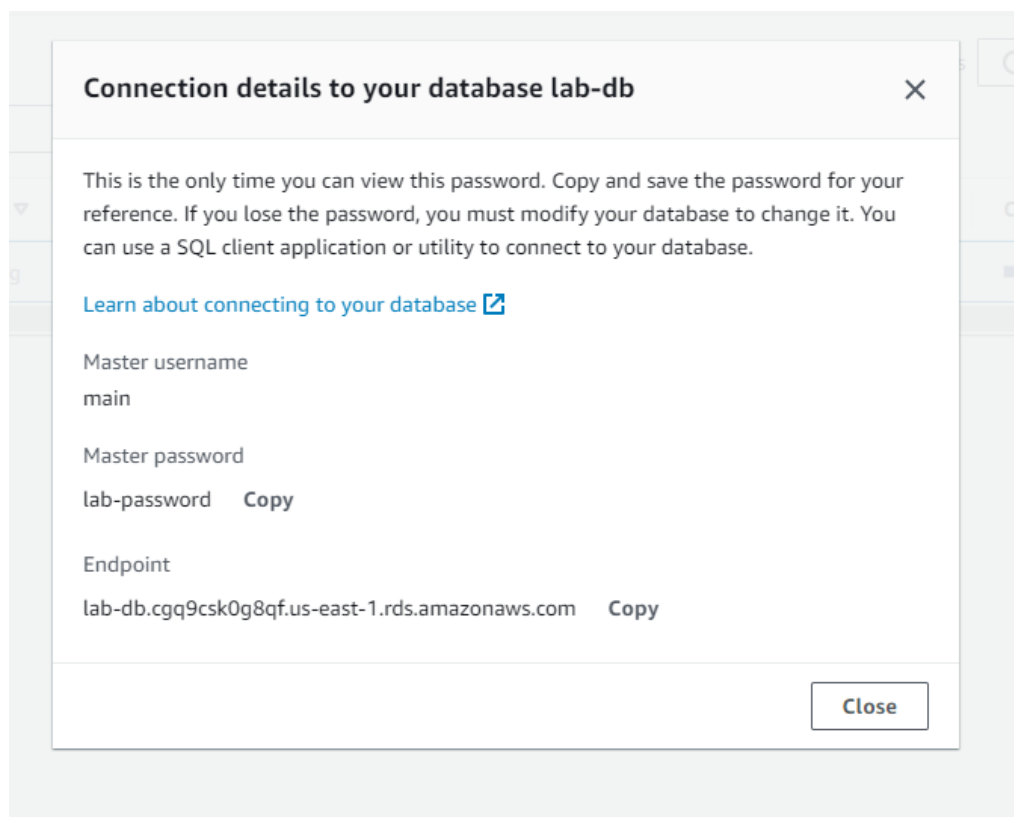 Connection details to your database lab-db
This is the only time you can view this password. Copy and save the password for your
reference. If you lose the password, you must modify your database to change it. You
can use a SQL client application or utility to connect to your database.
Learn about connecting to your database
Master username
main
Master password
lab-password Copy
Endpoint
lab-db.cgq9csk0g8qf.us-east-1.rds.amazonaws.com Copy
Close